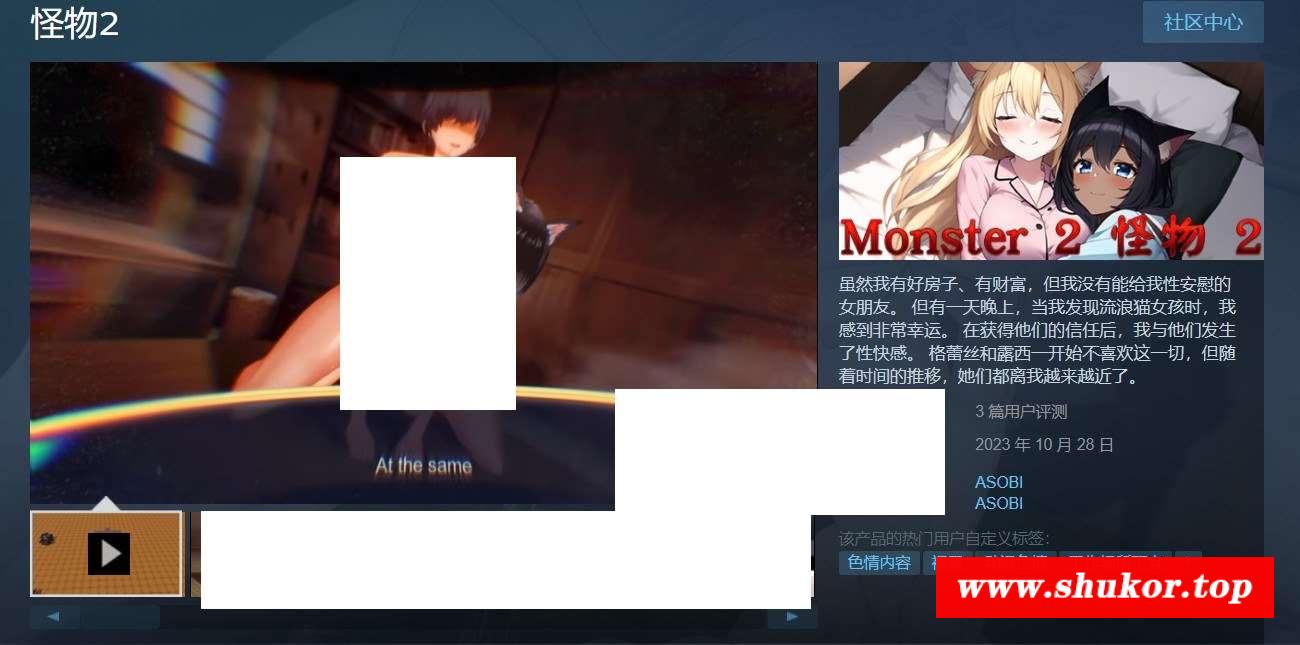 怪物2
社区中心
At the same
Monster 2 怪物 2
虽然我有好房子、有财富，但我没有能给我性安慰的
女朋友。 但有一天晚上，当我发现流浪猫女孩时，我
感到非常幸运。 在获得他们的信任后，我与他们发生
了性快感。 格蕾丝和露西一开始不喜欢这一切，但随
着时间的推移，她们都离我越来越近了。
3 篇用户评测
2023 年 10 月 28 日
ASOBI
ASOBI
该产品的热门用户自定义标签：
色情内容
www.shukor.top